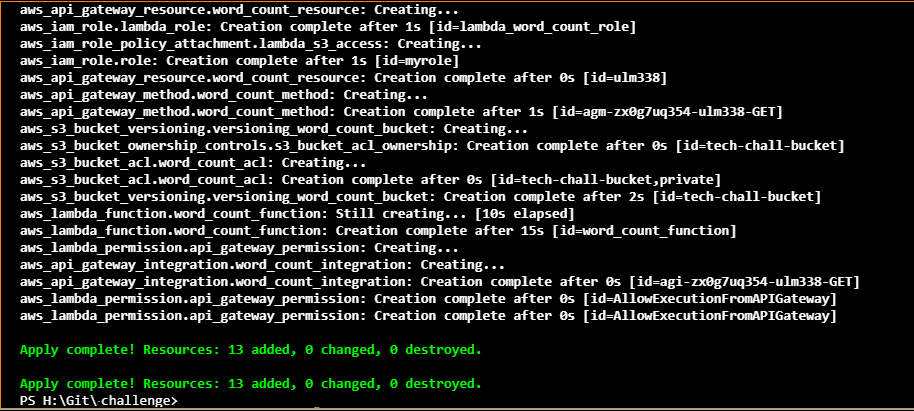 aws_api_gateway_resource.word_count_resource: Creating...
aws_iam_role.lambda_role: Creation complete after 1s [id=lambda_word_count_role]
aws_iam_role_policy_attachment.lambda_s3_access: Creating...
aws_iam_role.role: Creation complete after 1s [id=myrole]
aws_api_gateway_resource.word_count_resource: Creation complete after 0s [id=ulm338]
aws_api_gateway_method.word_count_method: Creating...
aws_api_gateway_method.word_count_method: Creation complete after 1s [id=agm-zx0g7uq354-ulm338-GET]
aws_s3_bucket_versioning.versioning_word_count_bucket: Creating...
aws_s3_bucket_ownership_controls.s3_bucket_acl_ownership: Creation complete after 0s [id=tech-chall-bucket]
aws_s3_bucket_acl.word_count_acl: Creating...
aws_s3_bucket_acl.word_count_acl: Creation complete after 0s [id=tech-chall-bucket,private]
aws_s3_bucket_versioning.versioning_word_count_bucket: Creation complete after 2s [id=tech-chall-bucket]
aws_lambda_function.word_count_function: Still creating... [10s elapsed]
aws_lambda_function.word_count_function: Creation complete after 15s [id=word_count_function]
aws_lambda_permission.api_gateway_permission: Creating...
aws_api_gateway_integration.word_count_integration: Creating...
aws_api_gateway_integration.word_count_integration: Creation complete after 0s [id=agi-zx0g7uq354-ulm338-GET]
aws_lambda_permission.api_gateway_permission: Creation complete after 0s [id=AllowExecutionFromAPIGateway]
aws_lambda_permission.api_gateway_permission: Creation complete after 0s [id=AllowExecutionFromAPIGateway]
Apply complete! Resources: 13 added, 0 changed, 0 destroyed.
Apply complete! Resources: 13 added, 0 changed, 0 destroyed.
PS H:\Git\-challenge>